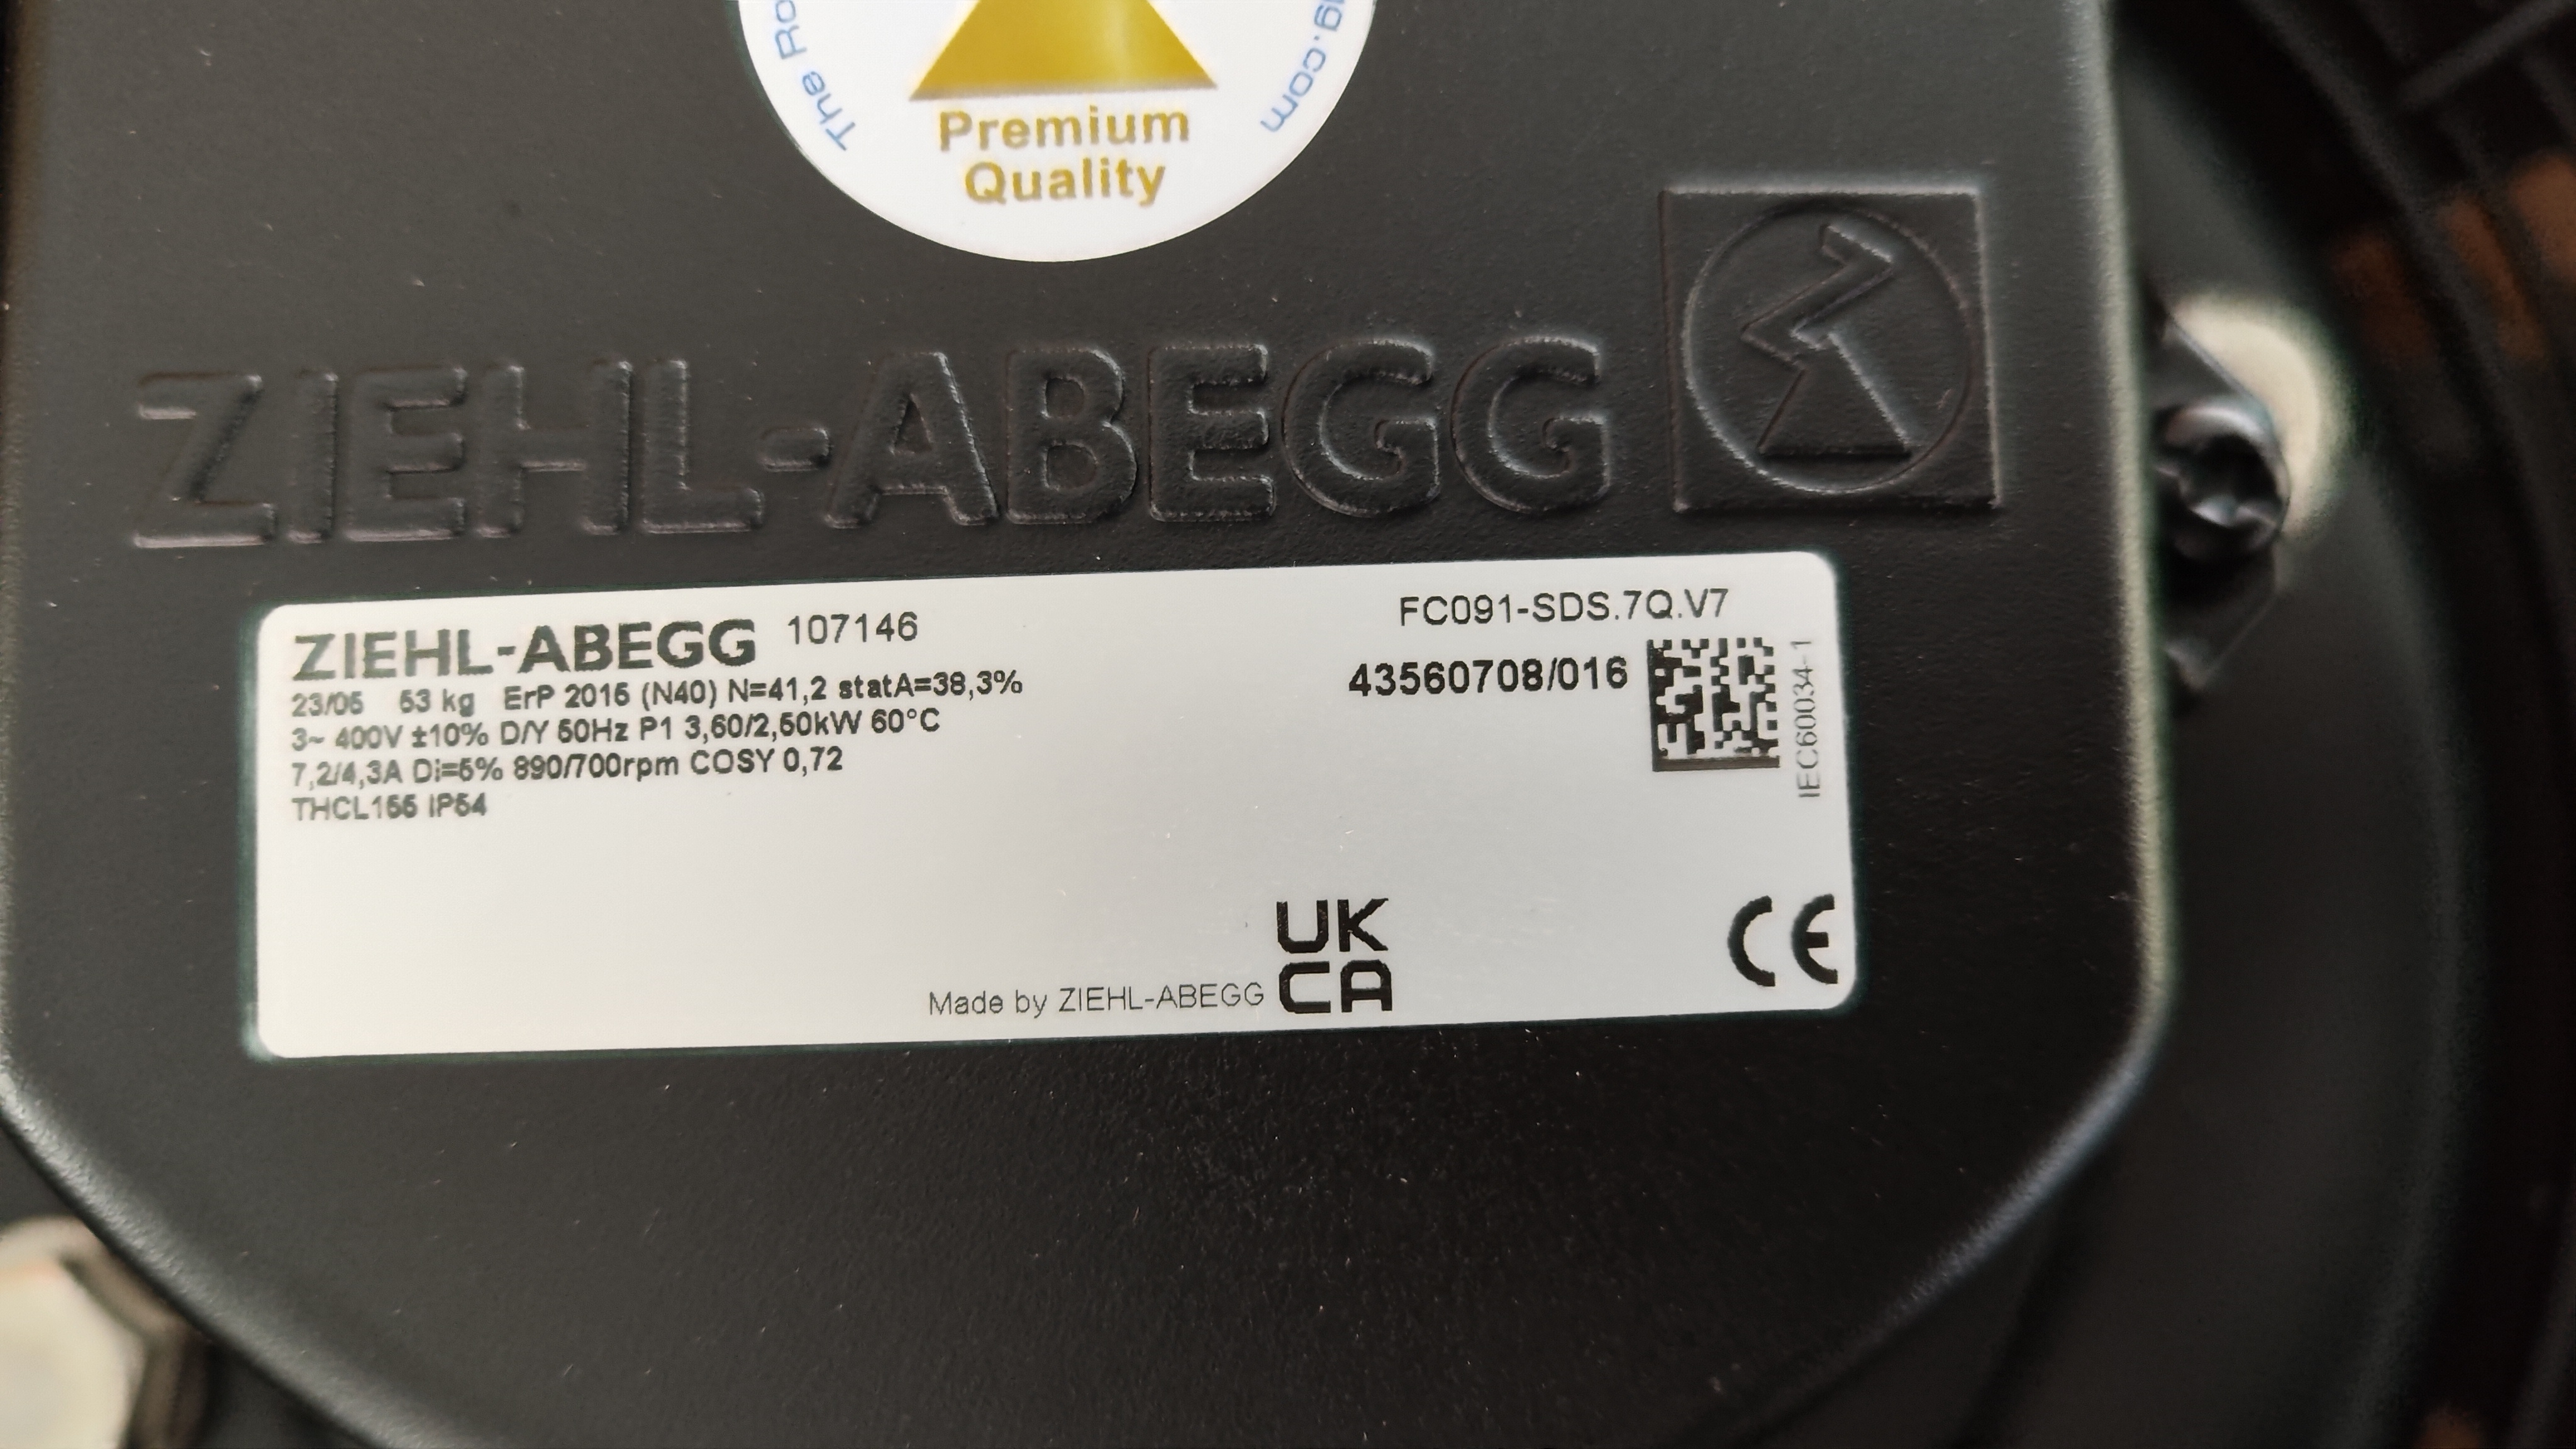 The Ro
g.com
Premium
Quality
ZIEHL-ABEGG
ZIEHL-ABEGG 107146
FC091-SDS.7Q.V7
23/05 53 kg ErP 2015 (N40) N=41,2 statA=38,3%
43560708/016
3~ 400V ±10% D/Y 50Hz P1 3,60/2,50kW 60°C
7,2/4,3A Di=5% 890/700rpm COSY 0,72
THCL155 IP54
IEC60034-1
UK
CA
CE
Made by ZIEHL-ABEGG